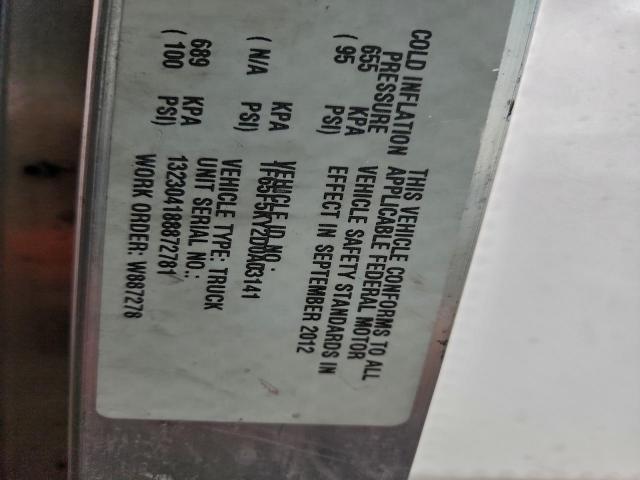 COLD INFLATION
PRESSURE
655 KPA
( 95 PSI)
KPA
( N/A PSI)
689 KPA
( 100 PSI)
THIS VEHICLE CONFORMS TO ALL
APPLICABLE FEDERAL MOTOR
VEHICLE SAFETY STANDARDS IN
EFFECT IN SEPTEMBER 2012
VEHICLE ID NO.:
VEHICLE TYPE: TRUCK
UNIT SERIAL NO.:
132304188872781
WORK ORDER: W887278